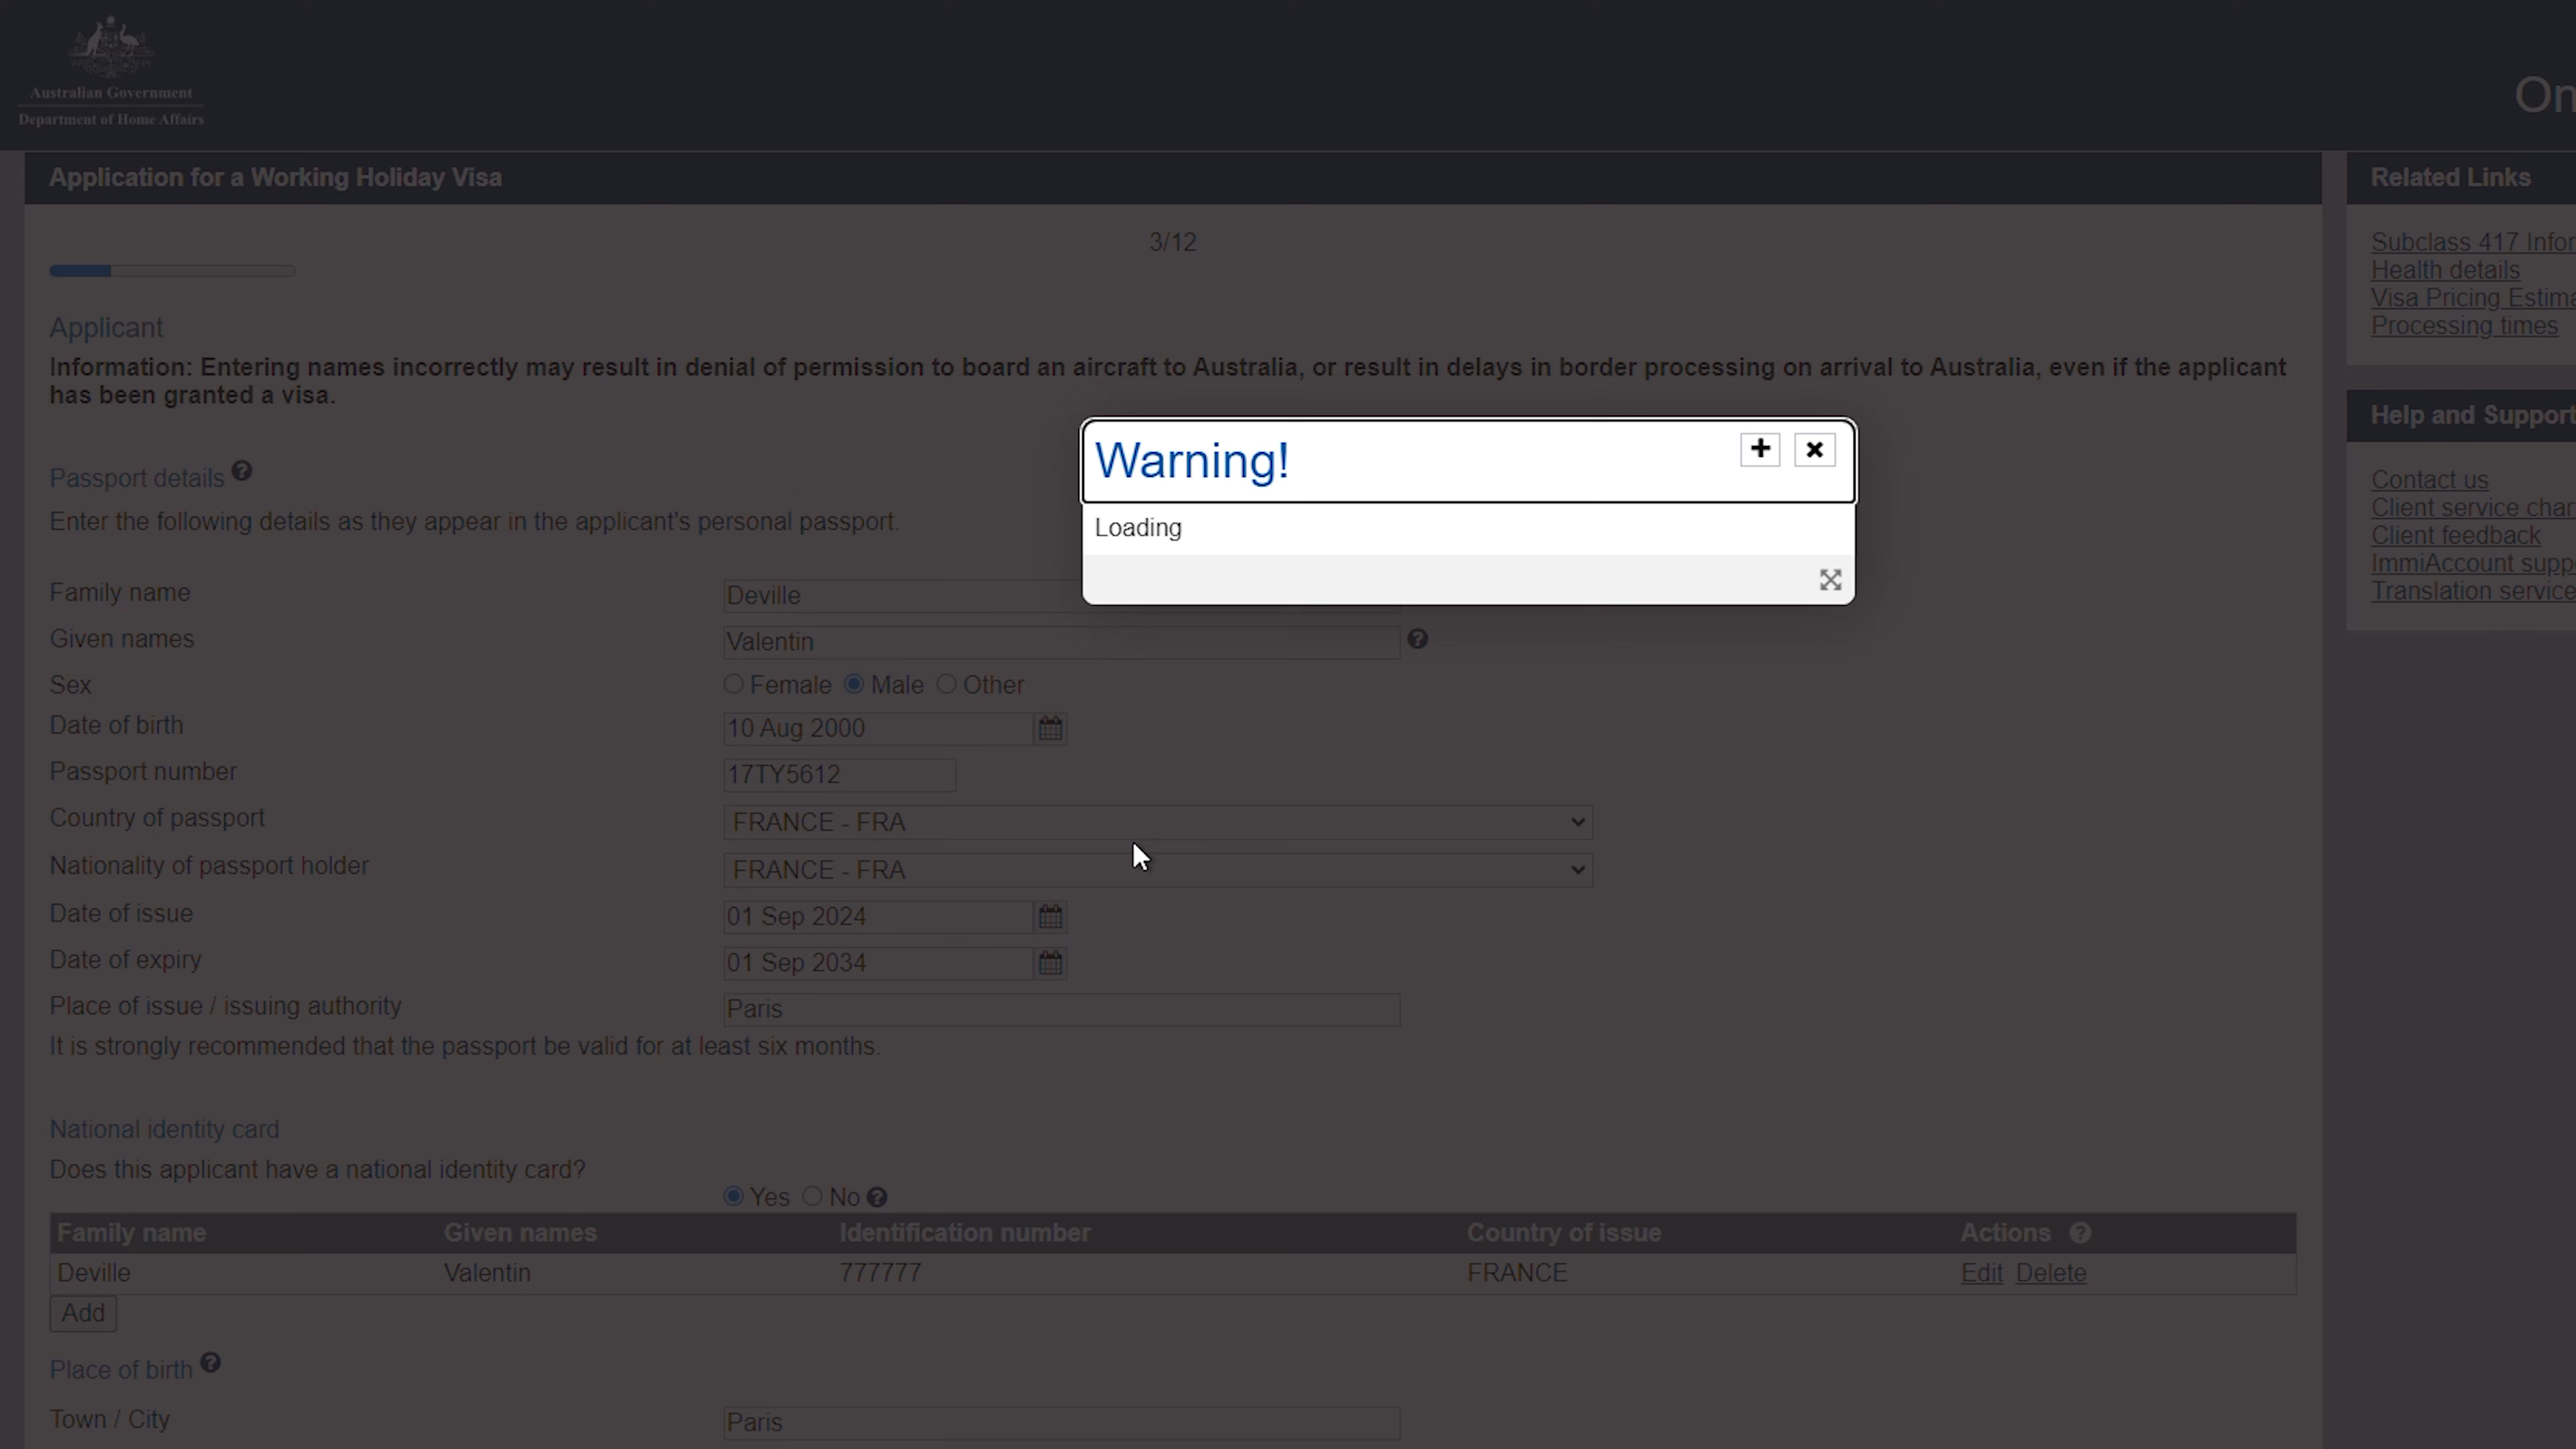 Australian Government
Department of Home Affairs
On
Application for a Working Holiday Visa
3/12
Applicant
Information: Entering names incorrectly may result in denial of permission to board an aircraft to Australia, or result in delays in border processing on arrival to Australia, even if the applicant
has been granted a visa.
Warning!
Loading
Passport details
Enter the following details as they appear in the applicant's personal passport.
Family name Deville
Given names Valentin
Sex Female Male Other
Date of birth 10 Aug 2000
Passport number 17TY5612
Country of passport FRANCE - FRA
Nationality of passport holder FRANCE - FRA
Date of issue 01 Sep 2024
Date of expiry 01 Sep 2034
Place of issue / issuing authority Paris
It is strongly recommended that the passport be valid for at least six months.
National identity card
Does this applicant have a national identity card?
Yes No
Family name Given names Identification number Country of issue Actions
Deville Valentin 777777 FRANCE Edit Delete
Add
Place of birth
Town / City Paris
Related Links
Subclass 417 Infor
Health details
Visa Pricing Estima
Processing times
Help and Support
Contact us
Client service char
Client feedback
ImmiAccount supp
Translation service